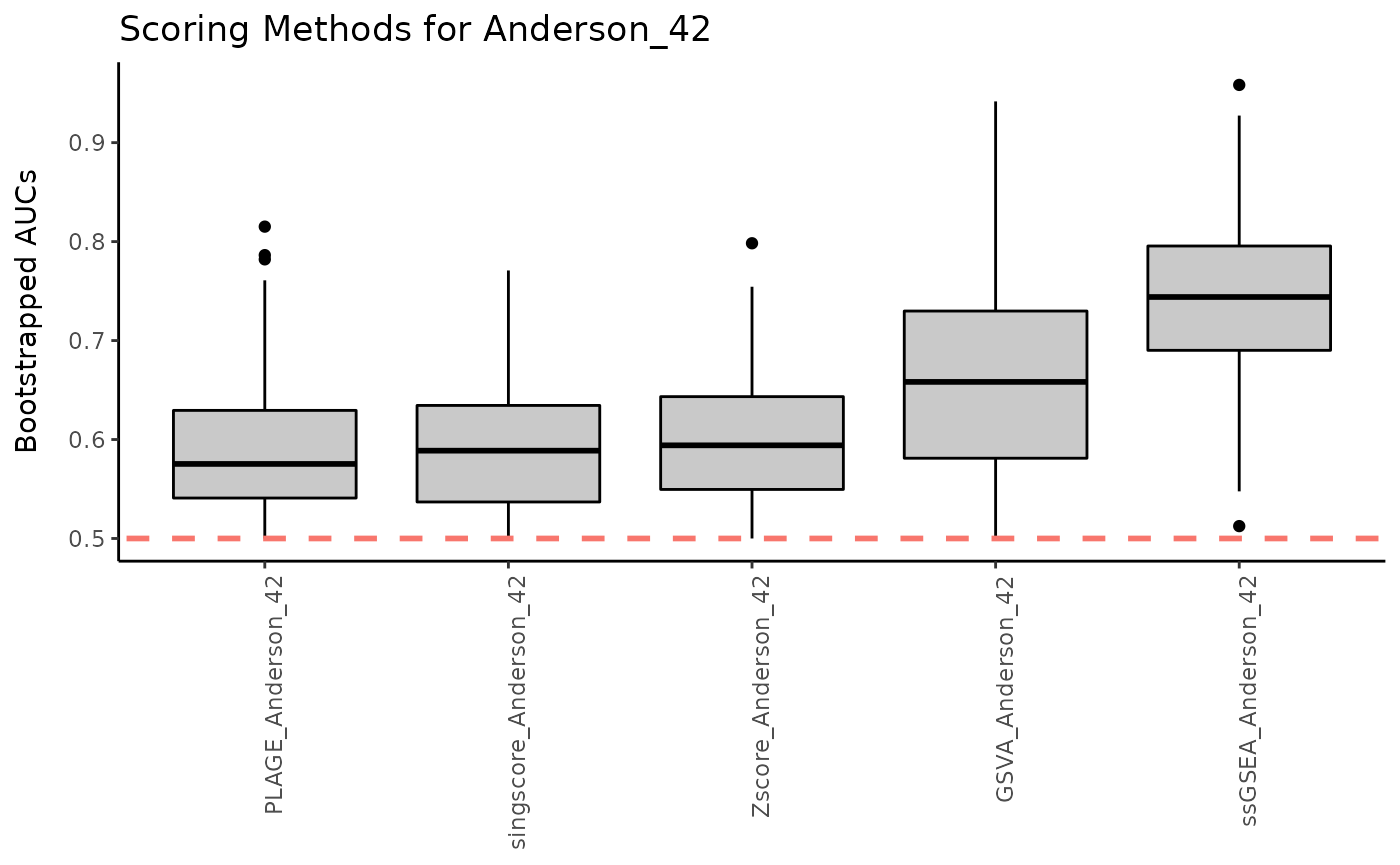 Scoring Methods for Anderson_42
Bootstrapped AUCs
0.9
0.8
0.7
0.6
0.5
PLAGE_Anderson_42
singscore_Anderson_42
Zscore_Anderson_42
GSVA_Anderson_42
ssGSEA_Anderson_42